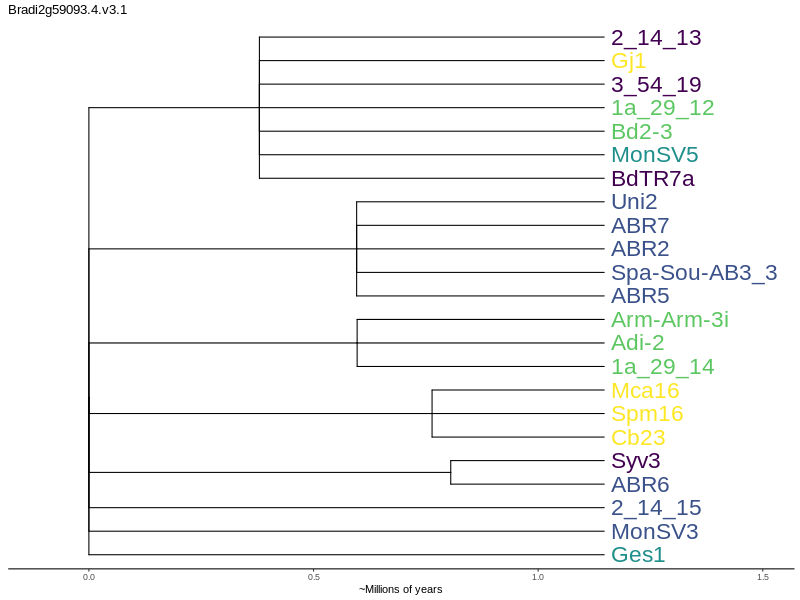 Bradi2g59093.4.v3.1
2_14_13
Gj1
3_54_19
1a_29_12
Bd2-3
MonSV5
BdTR7a
Uni2
ABR7
ABR2
Spa-Sou-AB3_3
ABR5
Arm-Arm-3i
Adi-2
1a_29_14
Mca16
Spm16
Cb23
Syv3
ABR6
2_14_15
MonSV3
Ges1
0.0 0.5 1.0 1.5
~Millions of years